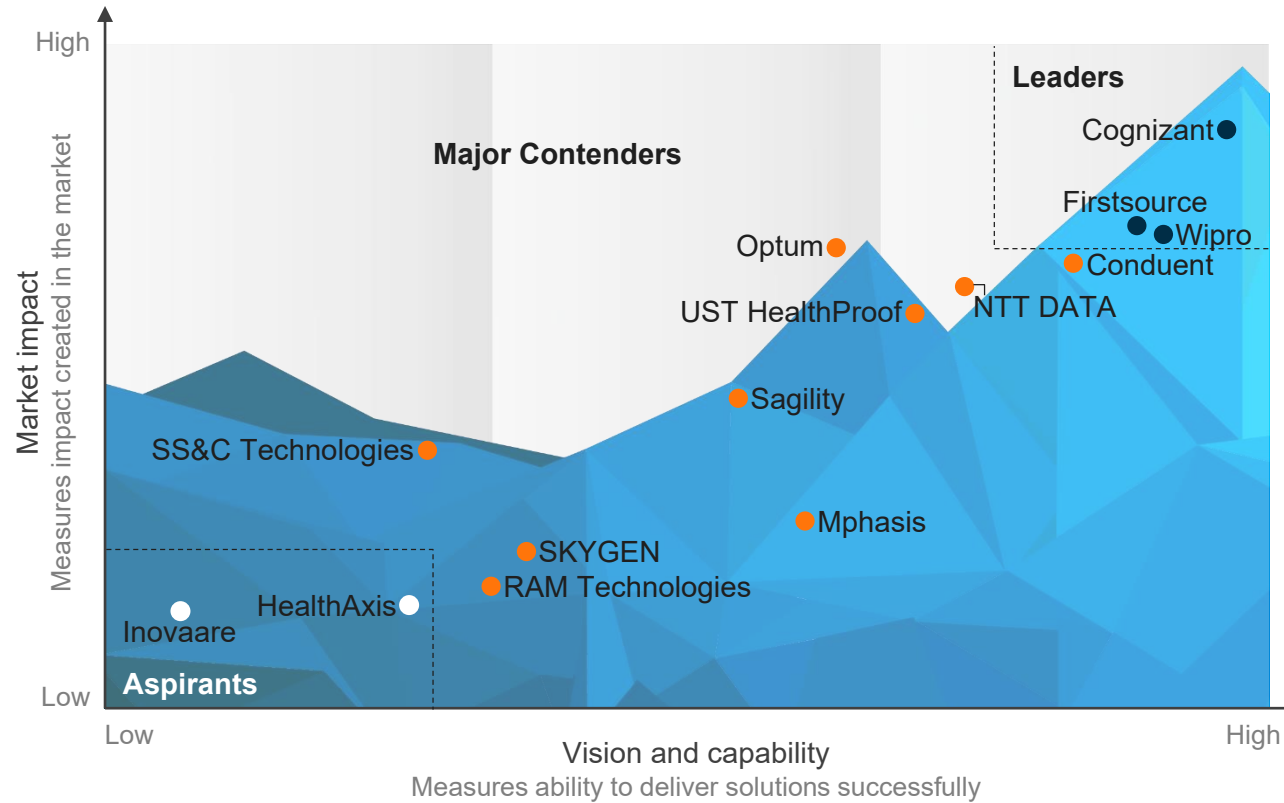 High
Leaders
Cognizant
Major Contenders
Firstsource
Wipro
Optum
Conduent
NTT DATA
UST HealthProof
Market impact
Measures impact created in the market
Sagility
SS&C Technologies
Mphasis
SKYGEN
RAM Technologies
HealthAxis
Inovaare
Aspirants
Low
Low
High
Vision and capability
Measures ability to deliver solutions successfully